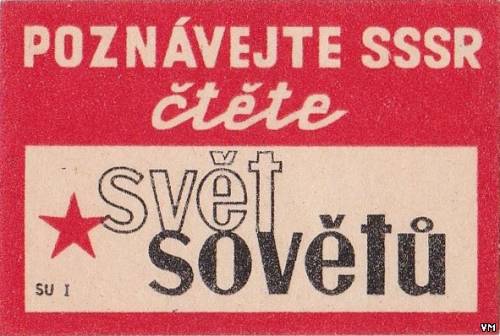 POZNÁVEJTE SSSR
čtěte
svět
sovětů
SU I
VM